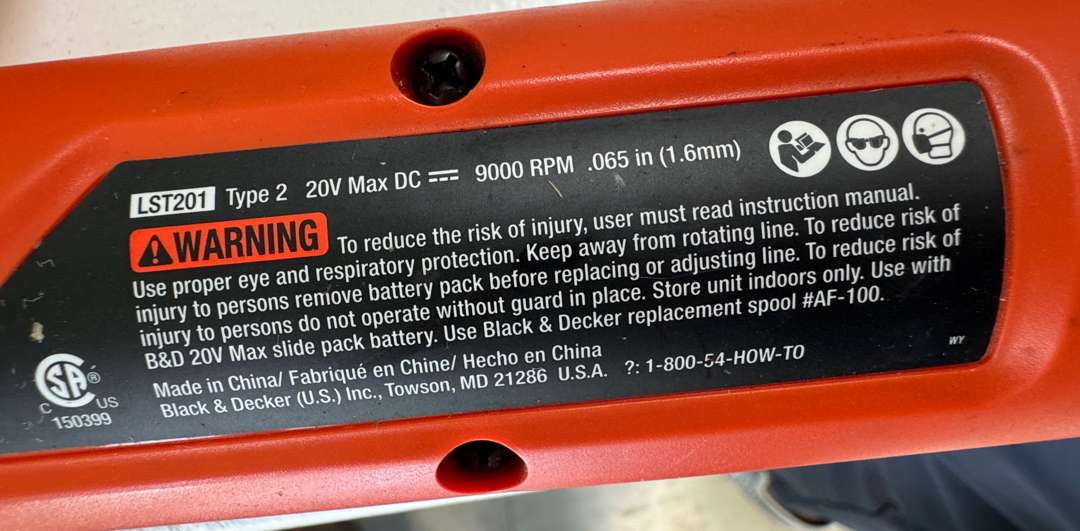 LST201 Type 2 20V Max DC 9000 RPM .065 in (1.6mm)
WARNING To reduce the risk of injury, user must read instruction manual.
Use proper eye and respiratory protection. Keep away from rotating line. To reduce risk of
injury to persons remove battery pack before replacing or adjusting line. To reduce risk of
injury to persons do not operate without guard in place. Store unit indoors only. Use with
B&D 20V Max slide pack battery. Use Black & Decker replacement spool #AF-100.
Made in China/ Fabriqué en Chine/ Hecho en China
Black & Decker (U.S.) Inc., Towson, MD 21286 U.S.A. ?: 1-800-54-HOW-TO
WY
CSA®
C US
150399